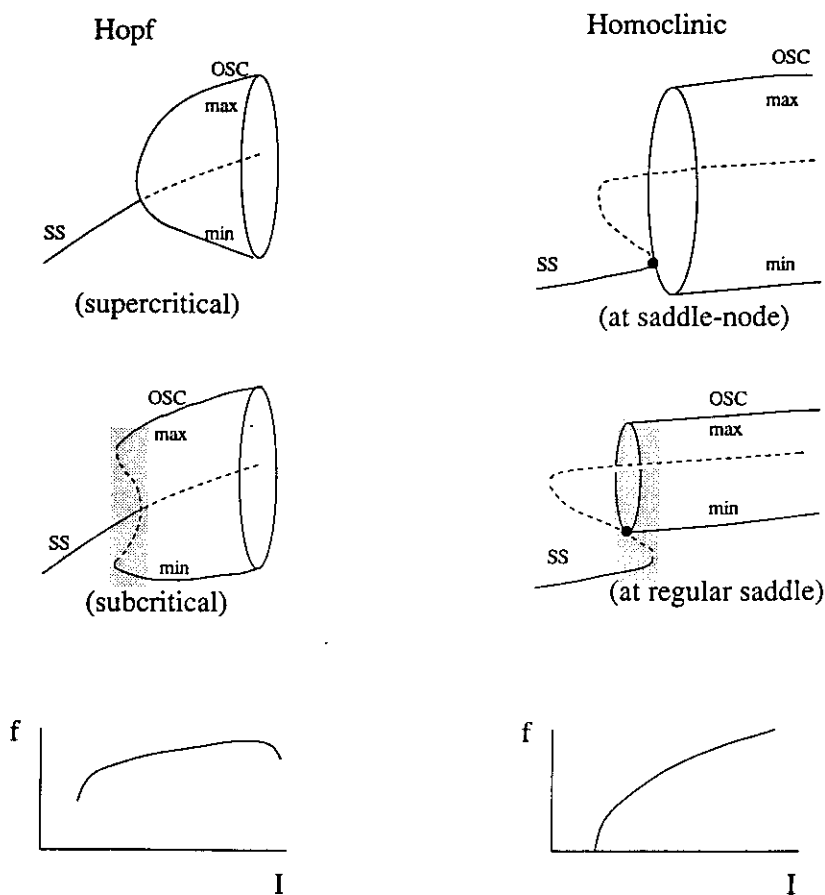 Hopf
Homoclinic
OSC
max
SS
min
(supercritical)
OSC
max
SS
min
(at saddle-node)
OSC
max
SS
min
(subcritical)
OSC
max
min
SS
(at regular saddle)
f
I
f
I